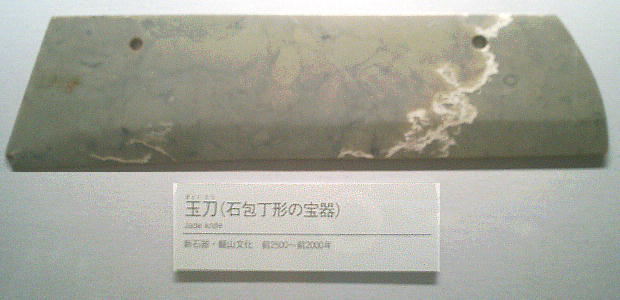 玉刀(石包丁形の宝器)
Jade knife
新石器・龍山文化 前2500～前2000年